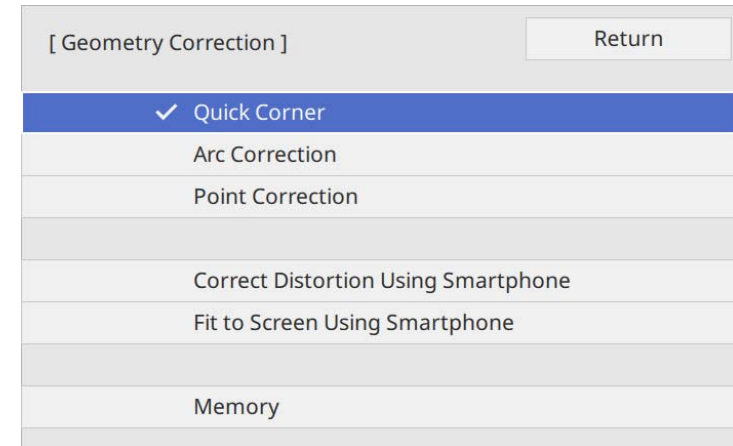 [ Geometry Correction ]
Return
✓ Quick Corner
Arc Correction
Point Correction
Correct Distortion Using Smartphone
Fit to Screen Using Smartphone
Memory